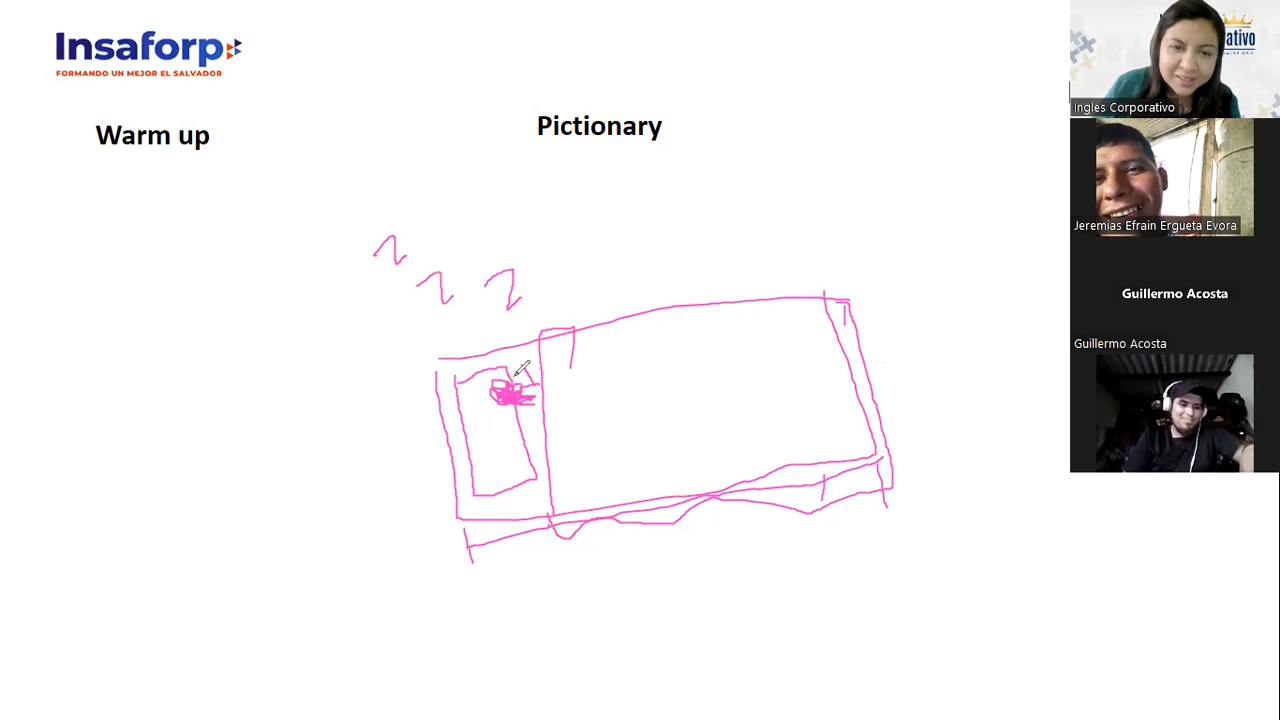 Insaforp
FORMANDO UN MEJOR EL SALVADOR
Warm up
Pictionary
ativo
Ingles Corporativo
Jeremias Efrain Ergueta Evora
Guillermo Acosta
Guillermo Acosta